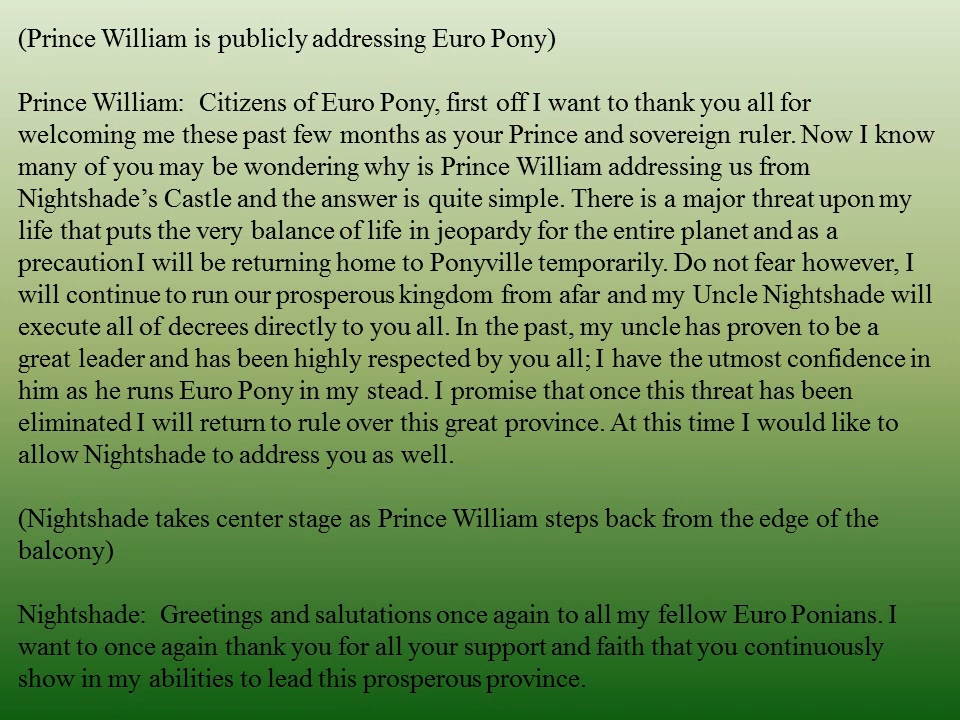 (Prince William is publicly addressing Euro Pony)
Prince William:  Citizens of Euro Pony, first off I want to thank you all for
welcoming me these past few months as your Prince and sovereign ruler. Now I know
many of you may be wondering why is Prince William addressing us from
Nightshade’s Castle and the answer is quite simple. There is a major threat upon my
life that puts the very balance of life in jeopardy for the entire planet and as a
precaution I will be returning home to Ponyville temporarily. Do not fear however, I
will continue to run our prosperous kingdom from afar and my Uncle Nightshade will
execute all of decrees directly to you all. In the past, my uncle has proven to be a
great leader and has been highly respected by you all; I have the utmost confidence in
him as he runs Euro Pony in my stead. I promise that once this threat has been
eliminated I will return to rule over this great province. At this time I would like to
allow Nightshade to address you as well.
(Nightshade takes center stage as Prince William steps back from the edge of the
balcony)
Nightshade:  Greetings and salutations once again to all my fellow Euro Ponians. I
want to once again thank you for all your support and faith that you continuously
show in my abilities to lead this prosperous province.